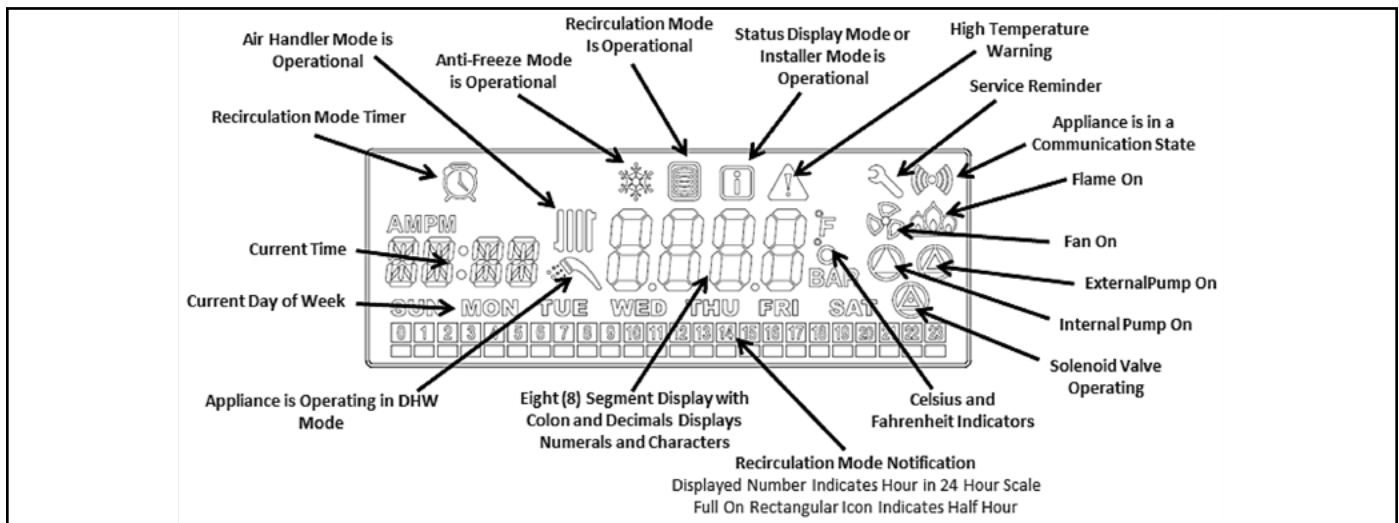 Recirculation Mode
Is Operational
Air Handler Mode is
Operational
Anti-Freeze Mode
is Operational
Status Display Mode or
Installer Mode is
Operational
High Temperature
Warning
Service Reminder
Recirculation Mode Timer
Appliance is in a
Communication State
Flame On
AMPM
°F
°C
BAR
Current Time
Fan On
ExternalPump On
Current Day of Week
SUN MON TUE WED THU FRI SAT
Internal Pump On
0 1 2 3 4 5 6 7 8 9 10 11 12 13 14 15 16 17 18 19 20 21 22 23
Solenoid Valve
Operating
Appliance is Operating in DHW
Mode
Eight (8) Segment Display with
Colon and Decimals Displays
Numerals and Characters
Celsius and
Fahrenheit Indicators
Recirculation Mode Notification
Displayed Number Indicates Hour in 24 Hour Scale
Full On Rectangular Icon Indicates Half Hour